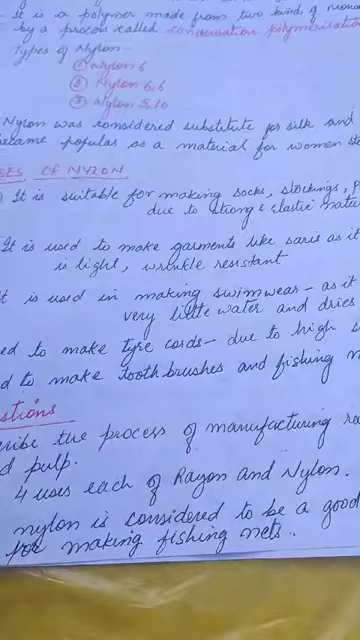 - It is a polymer made from two kind of mono
by a process called condensation polymerisation
Types of Nylon -
① Nylon 6
② Nylon 6,6
③ Nylon 5,10
Nylon was considered substitute for silk and
became popular as a material for women
USES OF NYLON
It is suitable for making socks, stockings,
due to strong & elastic
It is used to make garments like saris as it
is light, wrinkle resistant
It is used in making swimwear - as it
very little water and dries
ed to make tyre cords - due to high
d to make toothbrushes and fishing
stions
cribe the process of manufacturing
d pulp.
4 uses each of Rayon and Nylon.
nylon is considered to be a good
for making fishing nets.